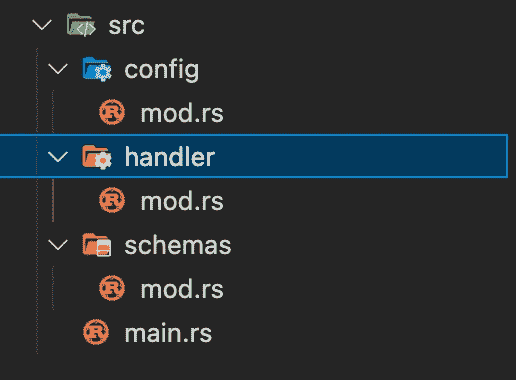 src
config
mod.rs
handler
mod.rs
schemas
mod.rs
main.rs